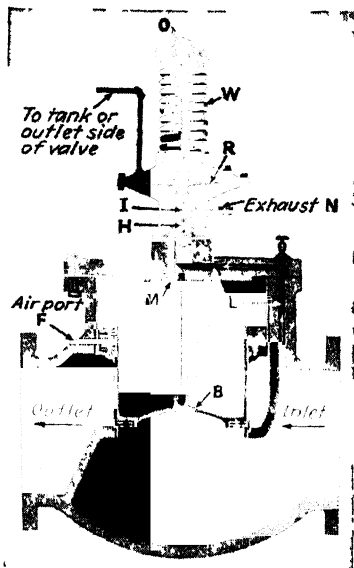 O
W
To tank or
outlet side
of valve
R
I
Exhaust N
H
M
L
Air port
F
B
Outlet
Inlet